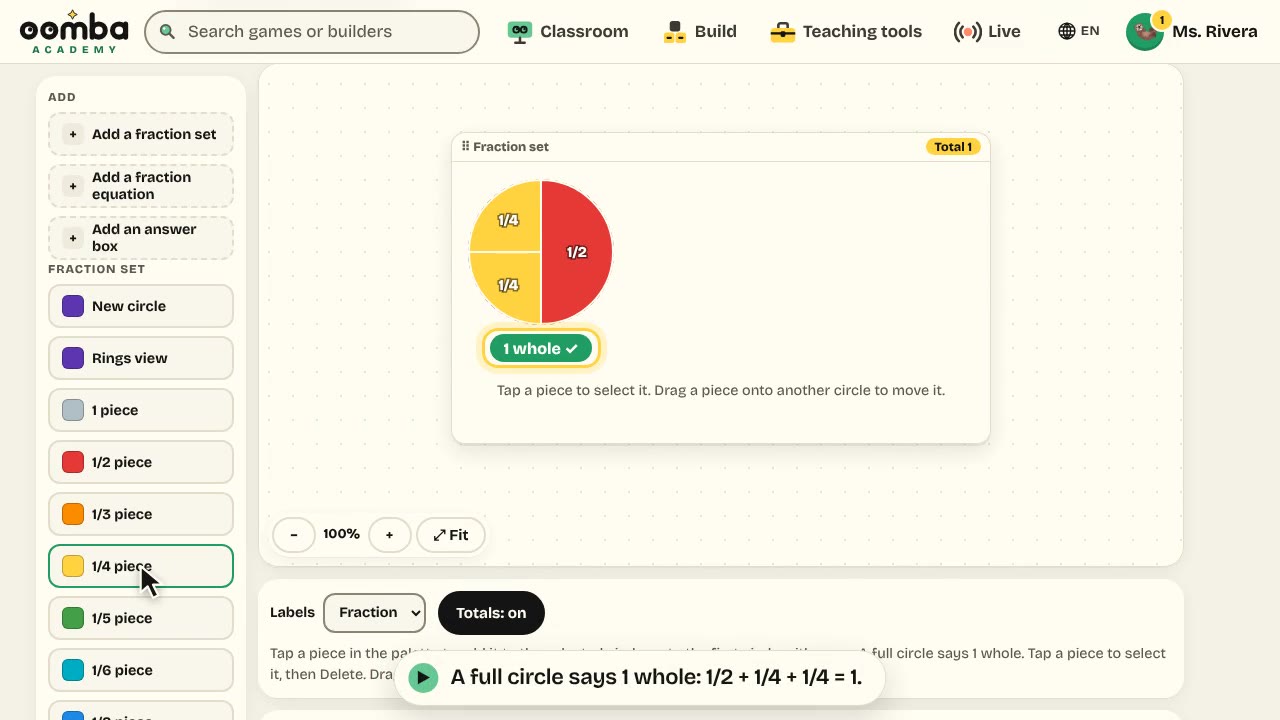 oomba
ACADEMY
Search games or builders
Classroom
Build
Teaching tools
Live
EN
1
Ms. Rivera
ADD
+ Add a fraction set
+ Add a fraction
equation
+ Add an answer
box
FRACTION SET
New circle
Rings view
1 piece
1/2 piece
1/3 piece
1/4 piece
1/5 piece
1/6 piece
Fraction set
Total 1
1/4
1/2
1/4
1 whole ✓
Tap a piece to select it. Drag a piece onto another circle to move it.
− 100% + Fit
Labels
Fraction
Totals: on
Tap a piece in the
full circle says 1 whole. Tap a piece to select
it, then Delete.
A full circle says 1 whole: 1/2 + 1/4 + 1/4 = 1.